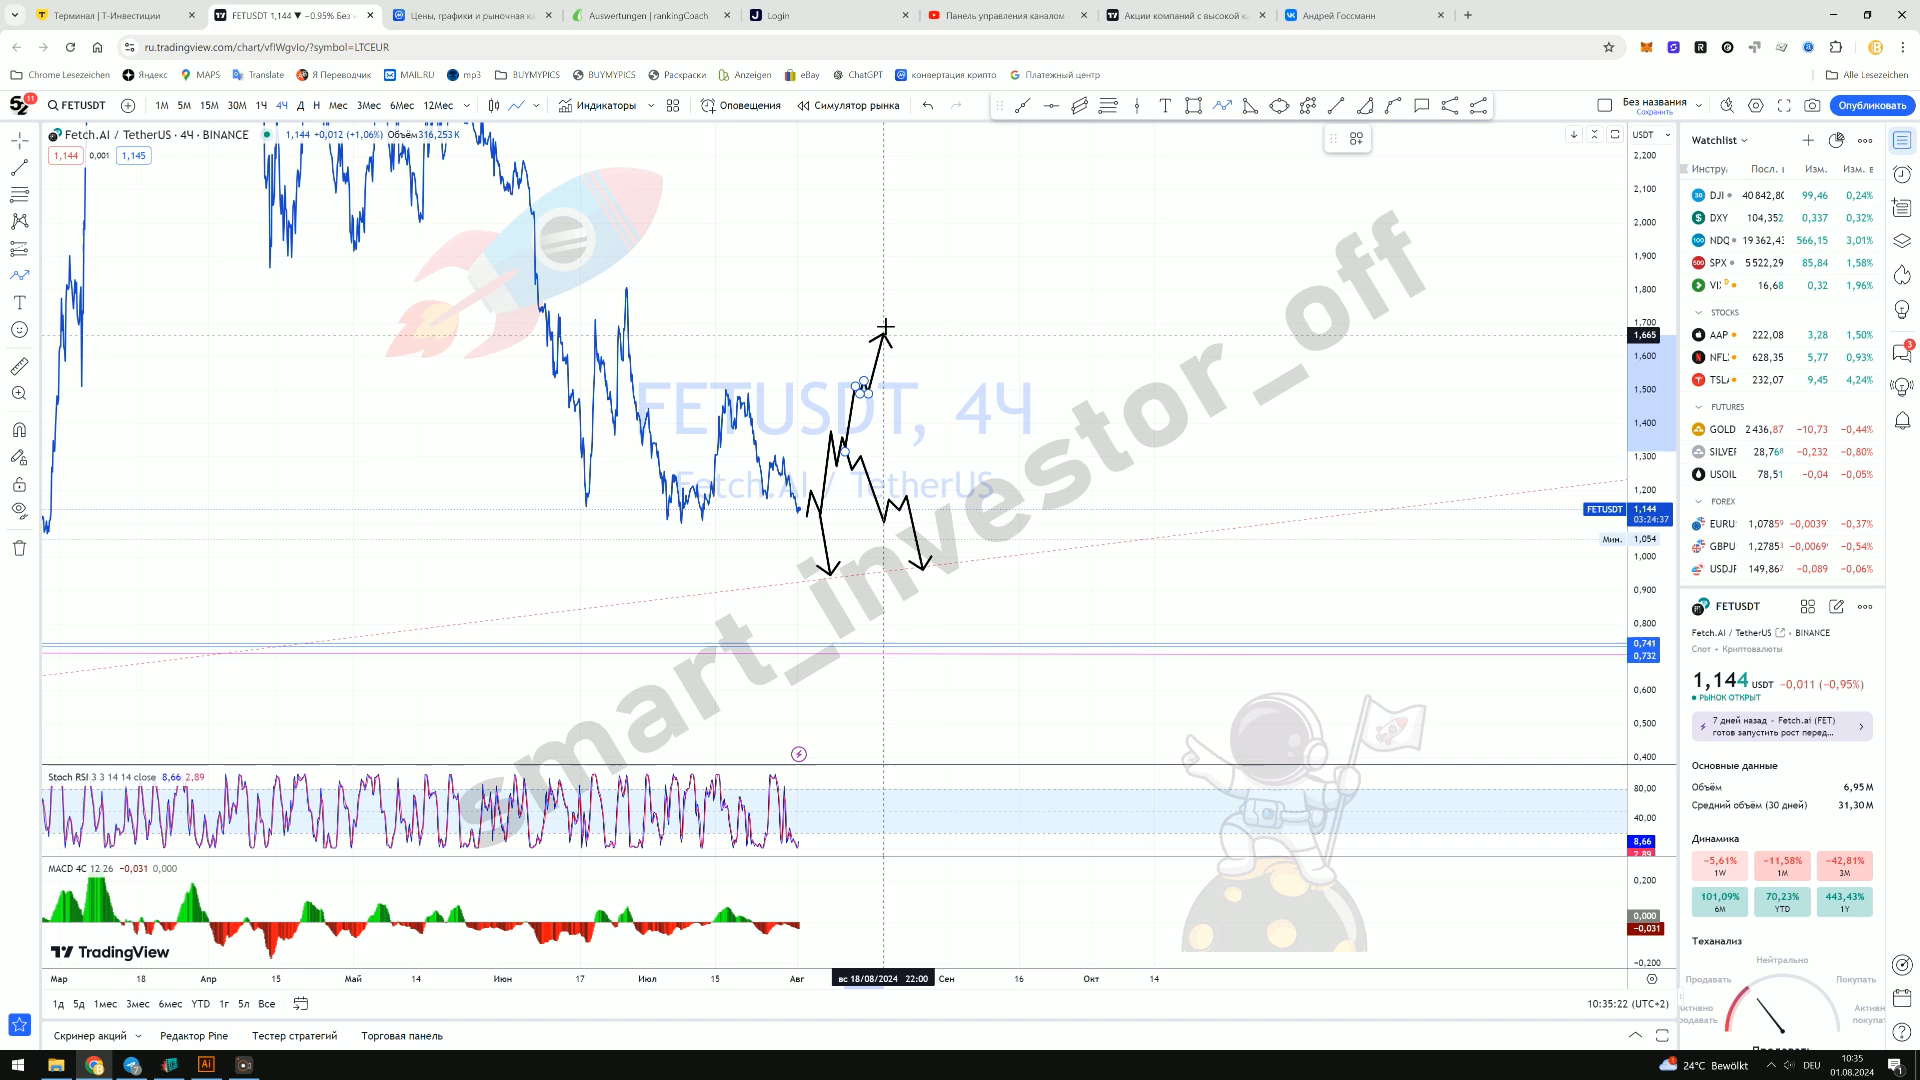 Терминал | Т-Инвестиции
FETUSDT 1,144 ▼ −0.95% Без н
Цены, графики и рыночная ка
Auswertungen | rankingCoach
Login
Панель управления каналом -
Акции компаний с высокой ка
Андрей Госсманн
ru.tradingview.com/chart/vflWgvIo/?symbol=LTCEUR
Chrome Lesezeichen
Яндекс
MAPS
Translate
Я Переводчик
MAIL.RU
mp3
BUYMYPICS
BUYMYPICS
Раскраски
Anzeigen
eBay
ChatGPT
конвертация крипто
Платежный центр
Alle Lesezeichen
11
FETUSDT
1М 5М 15М 30М 1Ч 4Ч Д Н Мес 3Мес 6Мес 12Мес
Индикаторы
Оповещения
Симулятор рынка
Без названия
Сохранить
Опубликовать
Fetch.AI / TetherUS · 4Ч · BINANCE
1,144 +0,012 (+1,06%) Объём 316,253 K
1,144 0,001 1,145
FETUSDT, 4Ч
Fetch.AI / TetherUS
smart_investor_off
USDT
2,200
2,100
2,000
1,900
1,800
1,700
1,665
1,600
1,500
1,400
1,300
1,200
FETUSDT 1,144
03:24:37
Мин. 1,054
1,000
0,900
0,800
0,741
0,732
0,600
0,500
0,400
Stoch RSI 3 3 14 14 close 8,66 2,89
80,00
40,00
8,66
2,89
MACD 4C 12 26 −0,031 0,000
0,200
0,000
−0,031
−0,200
TradingView
Мар 18 Апр 15 Май 14 Июн 17 Июл 15 Авг вс 18/08/2024 22:00 Сен 16 Окт 14
1д 5д 1мес 3мес 6мес YTD 1г 5л Все
10:35:22 (UTC+2)
Скринер акций
Редактор Pine
Тестер стратегий
Торговая панель
Watchlist
Инстру. Посл. Изм. Изм. в
DJI 40 842,80 99,46 0,24%
DXY 104,352 0,337 0,32%
NDQ 19 362,43 566,15 3,01%
SPX 5 522,29 85,84 1,58%
VIX D 16,68 0,32 1,96%
STOCKS
AAP 222,08 3,28 1,50%
NFL 628,35 5,77 0,93%
TSLA 232,07 9,45 4,24%
FUTURES
GOLD 2 436,87 −10,73 −0,44%
SILVER 28,768 −0,232 −0,80%
USOIL 78,51 −0,04 −0,05%
FOREX
EURU 1,07859 −0,0039 −0,37%
GBPU 1,27853 −0,0069 −0,54%
USDJF 149,862 −0,089 −0,06%
FETUSDT
Fetch.AI / TetherUS · BINANCE
Спот · Криптовалюты
1,144 USDT −0,011 (−0,95%)
РЫНОК ОТКРЫТ
7 дней назад · Fetch.ai (FET)
готов запустить рост перед...
Основные данные
Объём 6,95 M
Средний объём (30 дней) 31,30 M
Динамика
−5,61% −11,58% −42,81%
1W 1M 3M
101,09% 70,23% 443,43%
6M YTD 1Y
Теханализ
Нейтрально
Продавать Покупать
3
24°C Bewölkt
DEU
10:35
01.08.2024